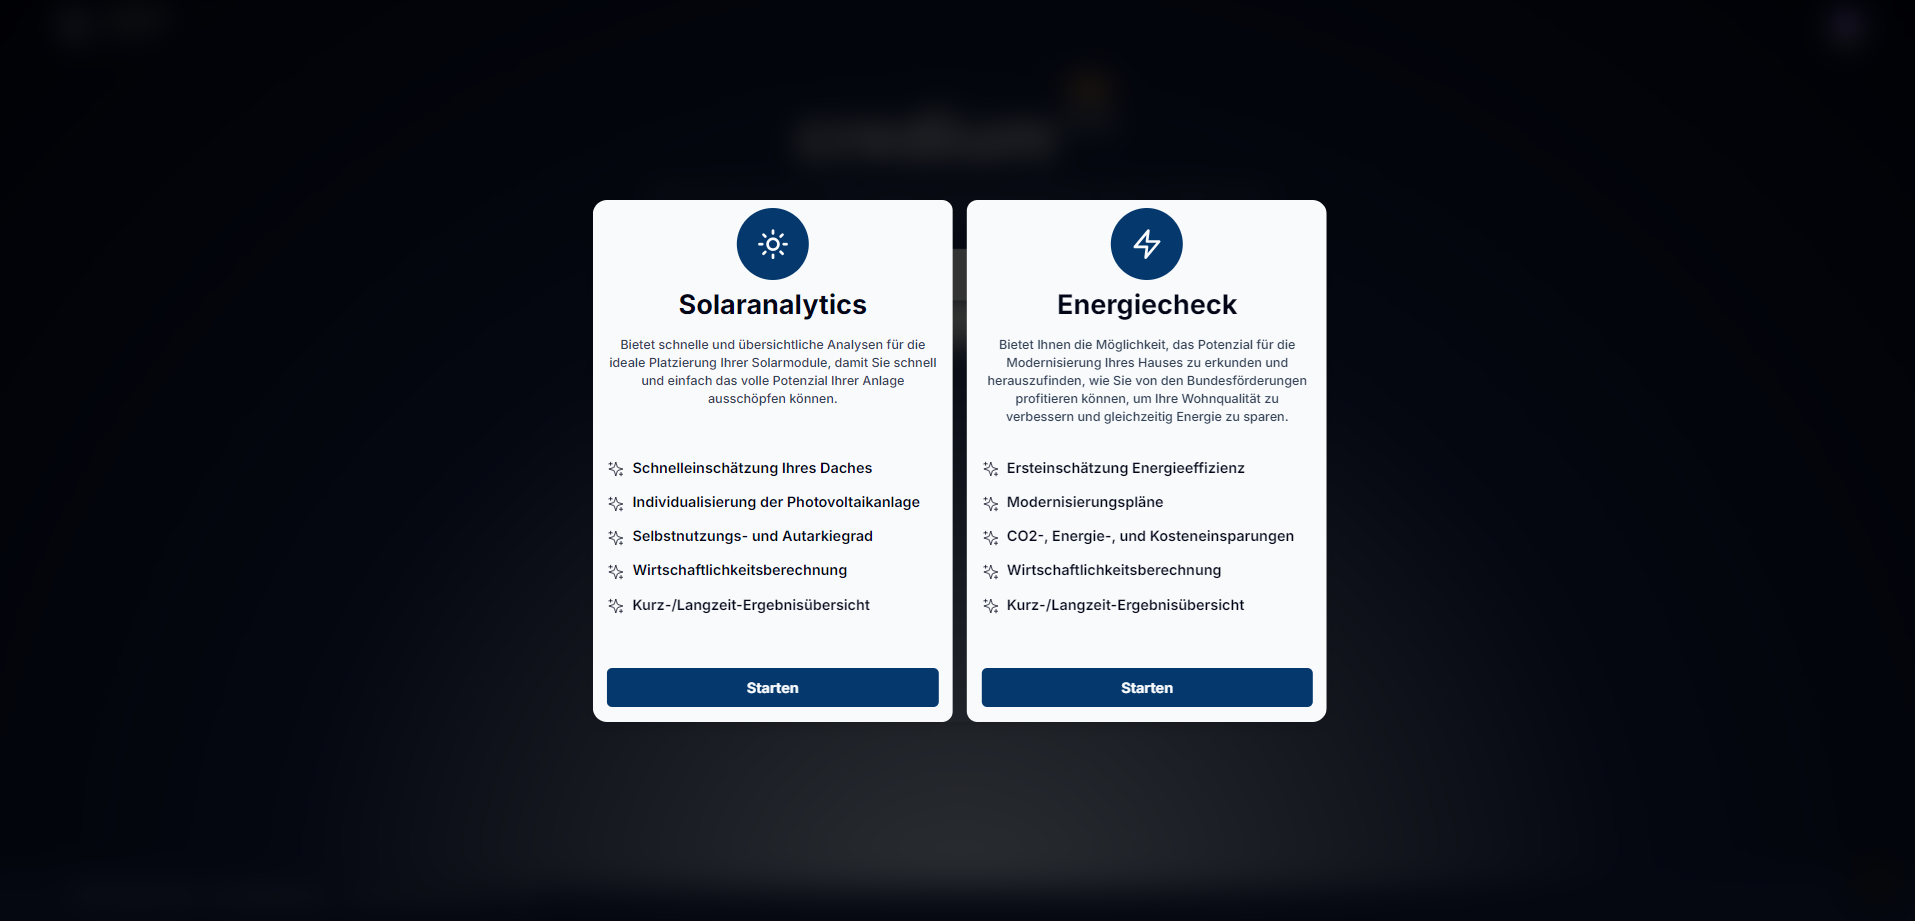 Solaranalytics
Bietet schnelle und übersichtliche Analysen für die
ideale Platzierung Ihrer Solarmodule, damit Sie schnell
und einfach das volle Potenzial Ihrer Anlage
ausschöpfen können.
Schnelleinschätzung Ihres Daches
Individualisierung der Photovoltaikanlage
Selbstnutzungs- und Autarkiegrad
Wirtschaftlichkeitsberechnung
Kurz-/Langzeit-Ergebnisübersicht
Starten
Energiecheck
Bietet Ihnen die Möglichkeit, das Potenzial für die
Modernisierung Ihres Hauses zu erkunden und
herauszufinden, wie Sie von den Bundesförderungen
profitieren können, um Ihre Wohnqualität zu
verbessern und gleichzeitig Energie zu sparen.
Ersteinschätzung Energieeffizienz
Modernisierungspläne
CO2-, Energie-, und Kosteneinsparungen
Wirtschaftlichkeitsberechnung
Kurz-/Langzeit-Ergebnisübersicht
Starten